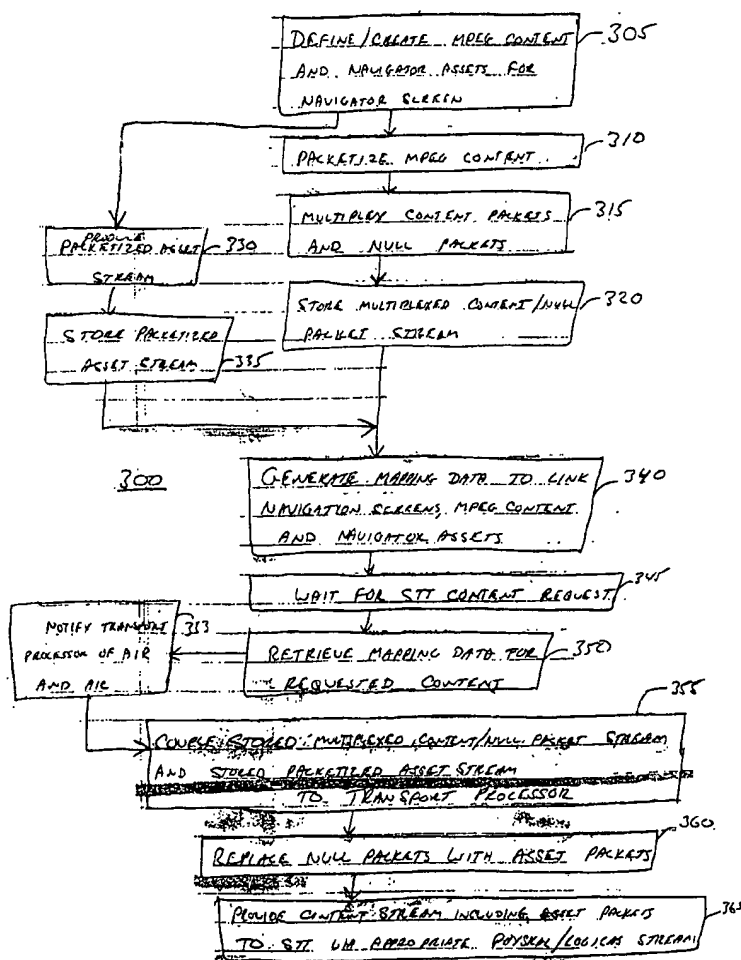 DEFINE/CREATE MPEG CONTENT
AND NAVIGATOR ASSETS FOR
NAVIGATOR SCREEN
305
PACKETIZE MPEG CONTENT
310
MULTIPLEX CONTENT PACKETS
AND NULL PACKETS
315
PRODUCE
PACKETIZED ASSET
STREAM
330
STORE MULTIPLEXED CONTENT/NULL
PACKET STREAM
320
STORE PACKETIZED
ASSET STREAM
335
300
GENERATE MAPPING DATA TO LINK
NAVIGATION SCREENS, MPEG CONTENT
AND NAVIGATOR ASSETS
340
WAIT FOR STT CONTENT REQUEST
345
NOTIFY TRANSPORT
PROCESSOR OF AIR
AND AIR
353
RETRIEVE MAPPING DATA FOR
REQUESTED CONTENT
350
355
COUPLE STORED MULTIPLEXED CONTENT/NULL PACKET STREAM
AND STORED PACKETIZED ASSET STREAM
TO TRANSPORT PROCESSOR
REPLACE NULL PACKETS WITH ASSET PACKETS
360
PROVIDE CONTENT STREAM INCLUDING ASSET PACKETS
TO STT VIA APPROPRIATE PHYSICAL/LOGICAL STREAM
365